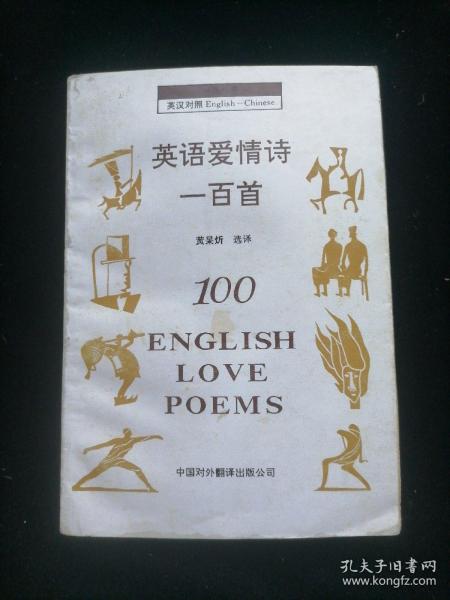 英汉对照 English－Chinese
英语爱情诗
一百首
黄杲炘 选译
100
ENGLISH
LOVE
POEMS
中国对外翻译出版公司
孔夫子旧书网
www.kongfz.com